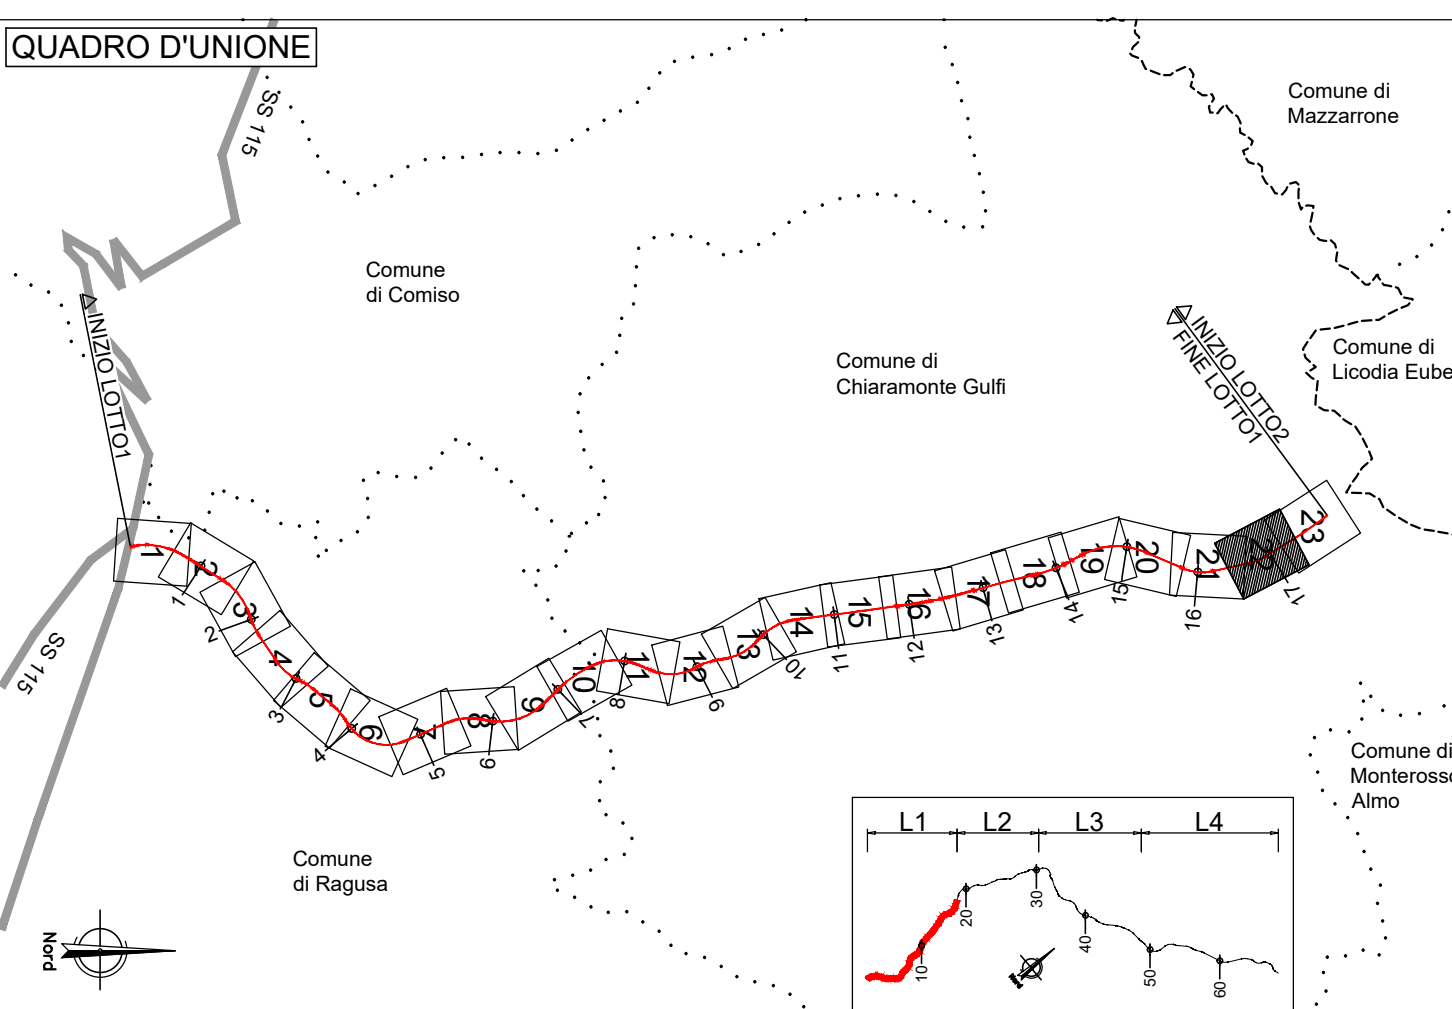 QUADRO D'UNIONE
SS 115
Comune di
Mazzarrone
Comune
di Comiso
INIZIO LOTTO1
Comune di
Chiaramonte Gulfi
INIZIO LOTTO2
FINE LOTTO1
Comune di
Licodia Eube
1
2
3
4
5
6
7
8
9
10
11
12
13
14
15
16
17
18
19
20
21
23
1
2
3
4
5
6
7
8
9
10
11
12
13
14
15
16
17
SS 115
Comune di
Monterosso
Almo
Comune
di Ragusa
Nord
L1
L2
L3
L4
10
20
30
40
50
60
Nord